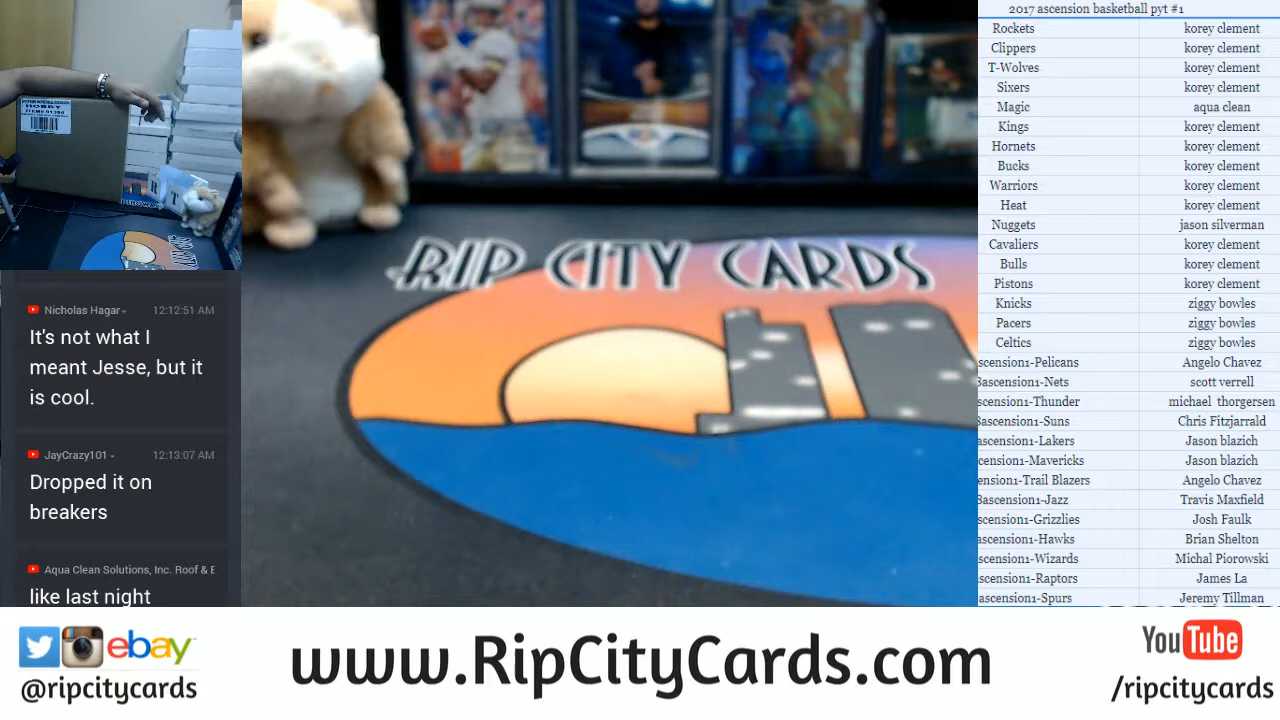 2017 ascension basketball pyt #1
Rockets korey clement
Clippers korey clement
T-Wolves korey clement
Sixers korey clement
Magic aqua clean
Kings korey clement
Hornets korey clement
Bucks korey clement
Warriors korey clement
Heat korey clement
Nuggets jason silverman
Cavaliers korey clement
Bulls korey clement
Pistons korey clement
Knicks ziggy bowles
Pacers ziggy bowles
Celtics ziggy bowles
scension1-Pelicans Angelo Chavez
3ascension1-Nets scott verrell
scension1-Thunder michael thorgersen
3ascension1-Suns Chris Fitzjarrald
ascension1-Lakers Jason blazich
cension1-Mavericks Jason blazich
ension1-Trail Blazers Angelo Chavez
3ascension1-Jazz Travis Maxfield
scension1-Grizzlies Josh Faulk
ascension1-Hawks Brian Shelton
scension1-Wizards Michal Piorowski
scension1-Raptors James La
ascension1-Spurs Jeremy Tillman
HOBBY
R
T
RIP CITY CARDS
Nicholas Hagar 12:12:51 AM
It's not what I
meant Jesse, but it
is cool.
JayCrazy101 12:13:07 AM
Dropped it on
breakers
Aqua Clean Solutions, Inc. Roof & E
like last night
ebay
@ripcitycards
www.RipCityCards.com
YouTube
/ripcitycards